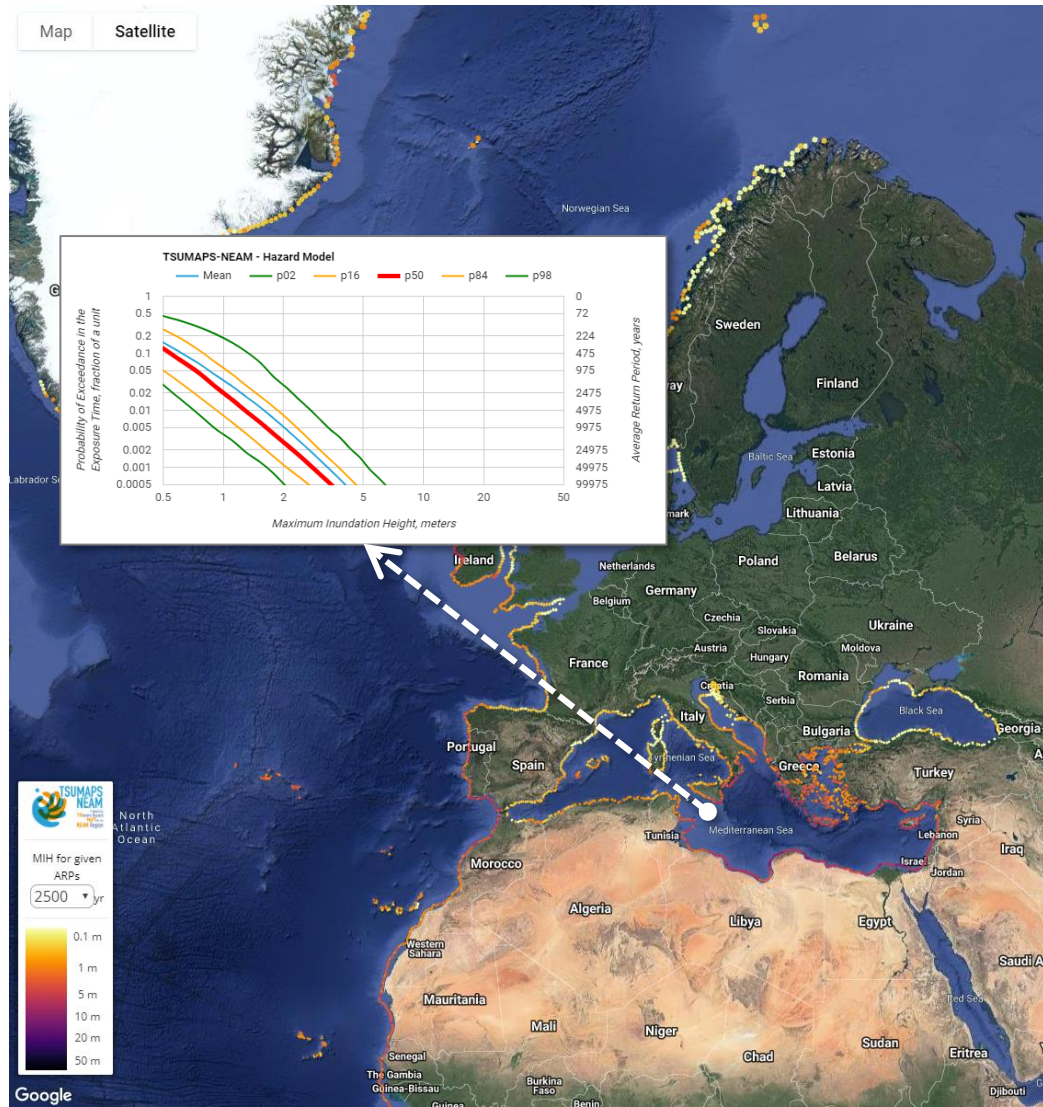 Map
Satellite
Norwegian Sea
TSUMAPS-NEAM - Hazard Model
Mean
p02
p16
p50
p84
p98
Probability of Exceedance in the
Exposure Time, fraction of a unit
1
0.5
0.2
0.1
0.05
0.02
0.01
0.005
0.002
0.001
0.0005
0
72
224
475
975
2475
4975
9975
24975
49975
99975
Average Return Period, years
0.5
1
2
5
10
20
50
Maximum Inundation Height, meters
G
Sweden
Finland
way
Estonia
Baltic Sea
Latvia
Labrador Se
mark
Lithuania
Ireland
Netherlands
Poland
Belarus
Germany
Belgium
Czechia
Ukraine
Slovakia
Austria
Moldova
France
Hungary
Romania
Croatia
Serbia
Italy
Black Sea
Georgia
Bulgaria
Portugal
Spain
yrrhenian Sea
Greece
Turkey
A
TSUMAPS
NEAM
North
Atlantic
Ocean
Tunisia
Mediterranean Sea
Syria
Lebanon
Iraq
Israel
Jordan
MIH for given
ARPs
2500
yr
Morocco
Algeria
Libya
Egypt
Western
Sahara
Saudi A
0.1 m
1 m
5 m
10 m
20 m
50 m
Mauritania
Red Sea
Mali
Niger
Chad
Sudan
Eritrea
Senegal
The Gambia
Guinea-Bissau
Burkina
Faso
Guinea
Benin
Djibouti
G
Google